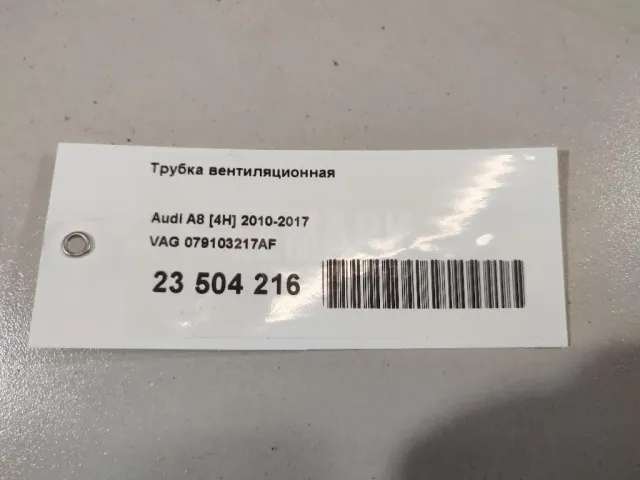 Трубка вентиляционная
Audi A8 [4H] 2010-2017
VAG 079103217AF
23 504 216